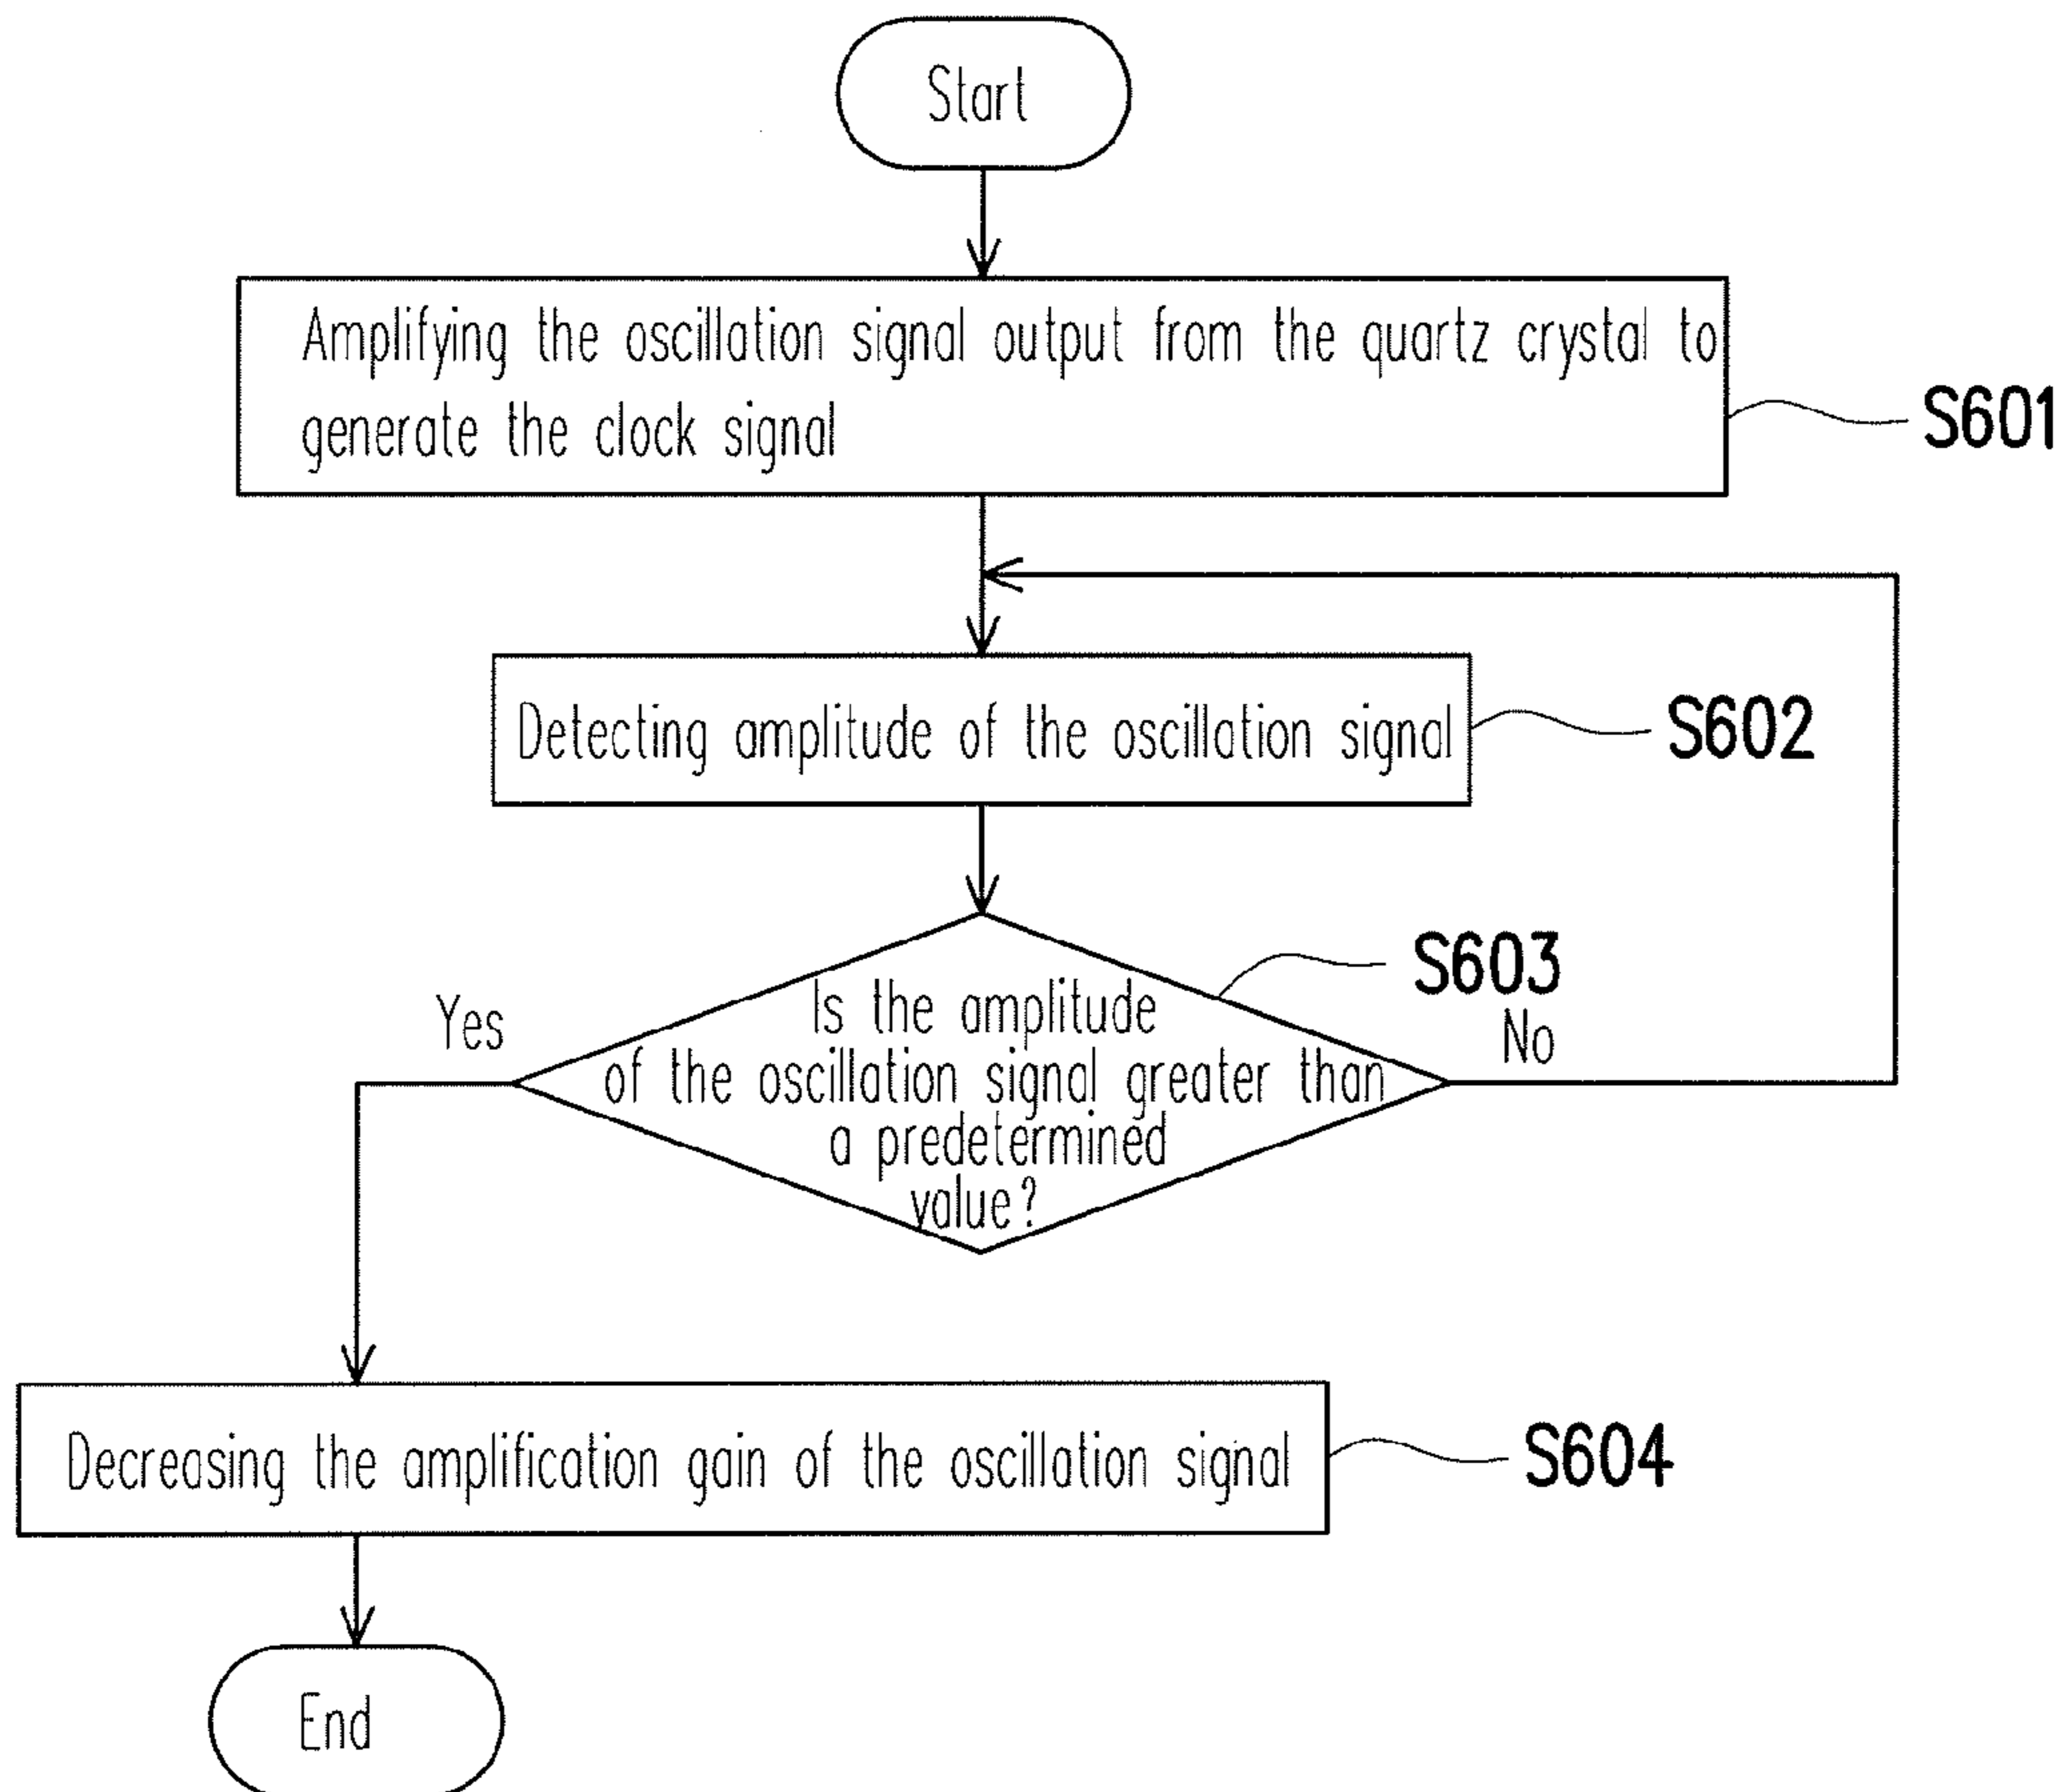 Start
Amplifying the oscillation signal output from the quartz crystal to
generate the clock signal
S601
Detecting amplitude of the oscillation signal
S602
S603
Is the amplitude
of the oscillation signal greater than
a predetermined
value?
Yes
No
Decreasing the amplification gain of the oscillation signal
S604
End